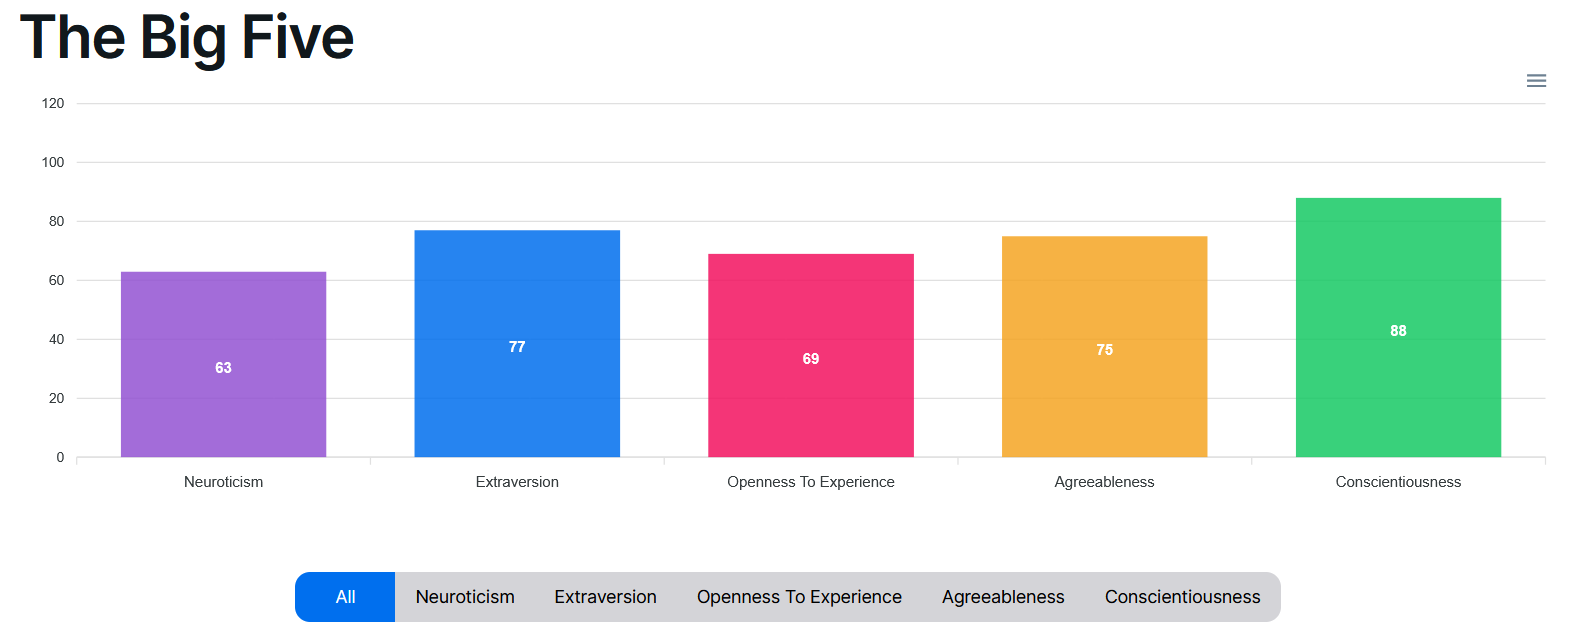 The Big Five
120
100
80
60
40
20
0
63
77
69
75
88
Neuroticism
Extraversion
Openness To Experience
Agreeableness
Conscientiousness
All
Neuroticism
Extraversion
Openness To Experience
Agreeableness
Conscientiousness